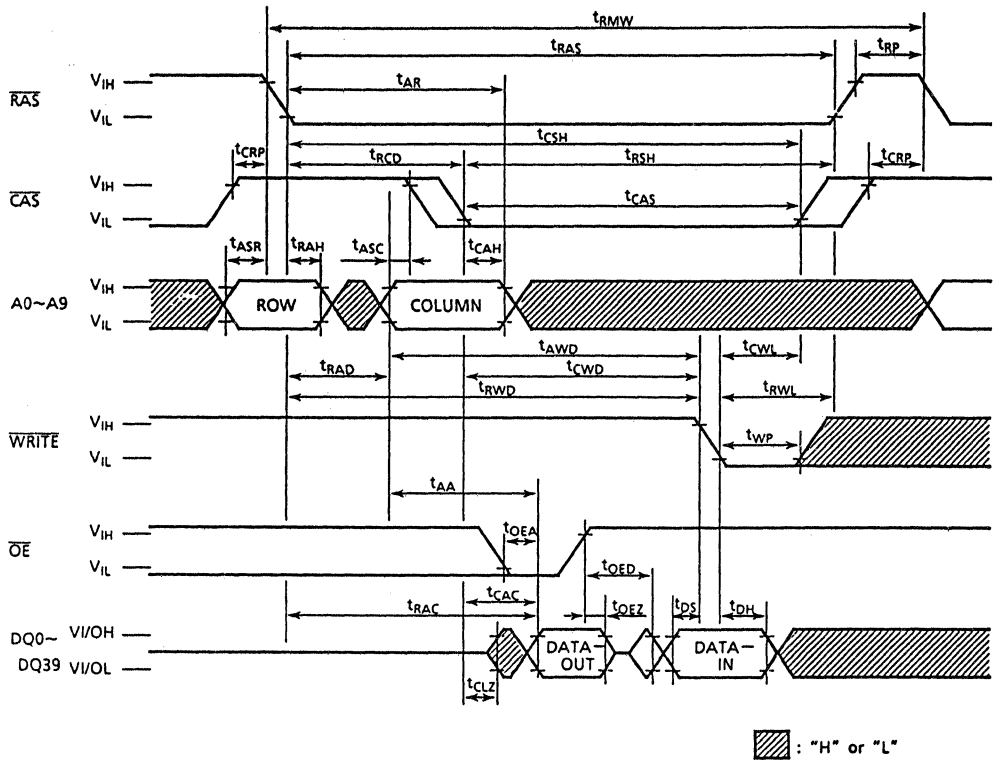 tRMW
tRAS
tRP
tAR
RAS
VIH
VIL
tCSH
tCRP
tRCD
tRSH
tCRP
CAS
VIH
VIL
tCAS
tASR
tRAH
tASC
tCAH
A0~A9
VIH
VIL
ROW
COLUMN
tAWD
tCWL
tRAD
tCWD
tRWD
tRWL
WRITE
VIH
VIL
tWP
tAA
OE
VIH
VIL
tOEA
tOED
tCAC
tRAC
tOEZ
tDS
tDH
DQ0~
DQ39
VI/OH
VI/OL
DATA—
OUT
DATA—
IN
tCLZ
: "H" or "L"